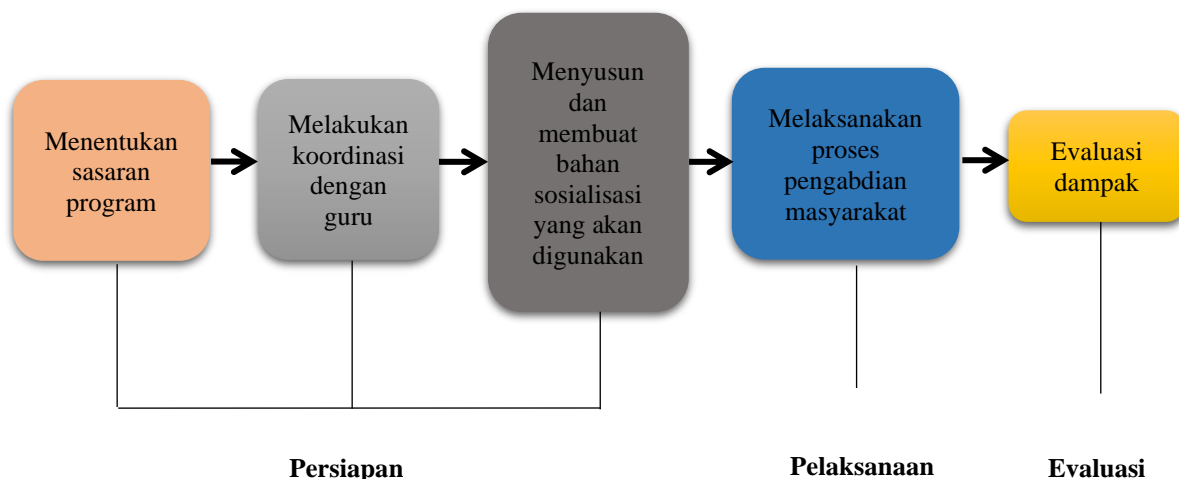 Menentukan
sasaran
program
Melakukan
koordinasi
dengan
guru
Menyusun
dan
membuat
bahan
sosialisasi
yang akan
digunakan
Melaksanakan
proses
pengabdian
masyarakat
Evaluasi
dampak
Persiapan
Pelaksanaan
Evaluasi